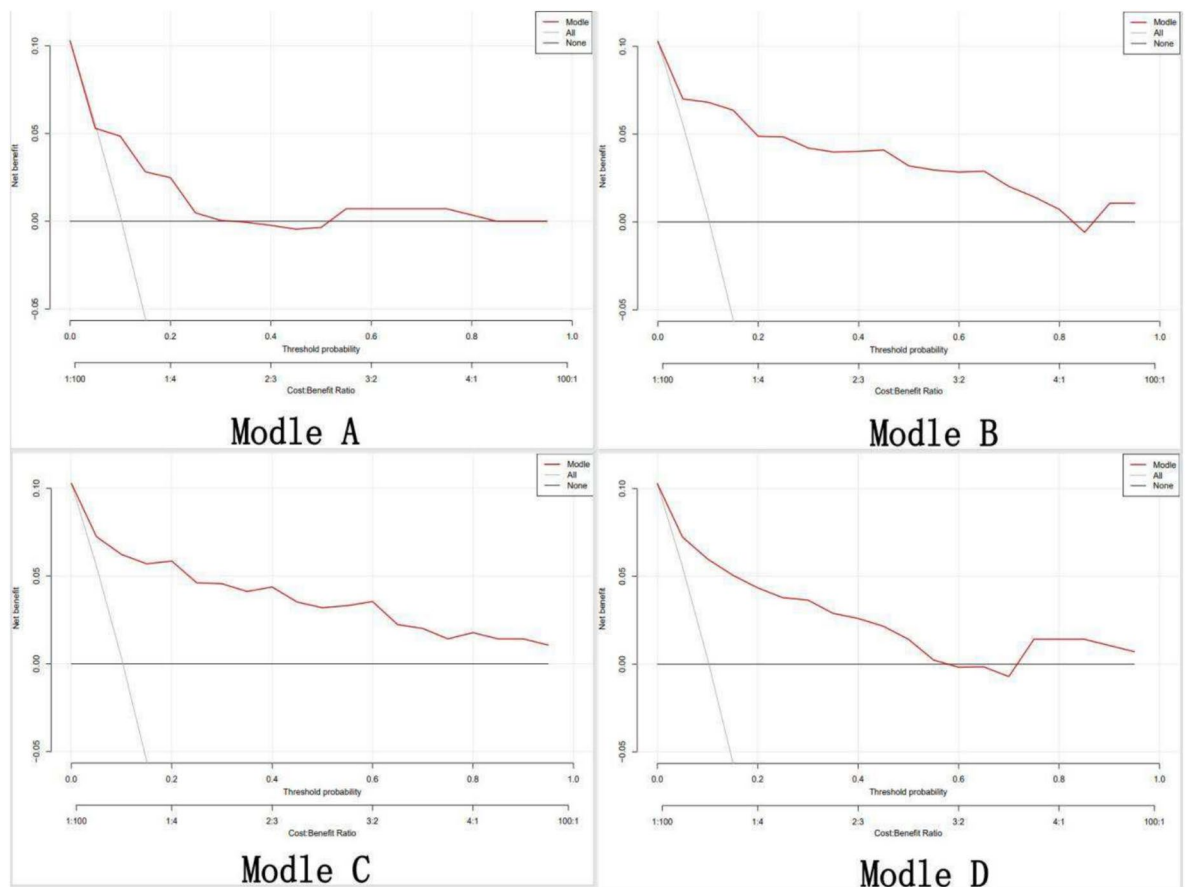 Modle
All
None
Net benefit
0.10
0.05
0.00
-0.05
0.0 0.2 0.4 0.6 0.8 1.0
Threshold probability
1:100 1:4 2:3 3:2 4:1 100:1
Cost:Benefit Ratio
Modle A
Modle
All
None
Net benefit
0.10
0.05
0.00
-0.05
0.0 0.2 0.4 0.6 0.8 1.0
Threshold probability
1:100 1:4 2:3 3:2 4:1 100:1
Cost:Benefit Ratio
Modle B
Modle
All
None
Net benefit
0.10
0.05
0.00
-0.05
0.0 0.2 0.4 0.6 0.8 1.0
Threshold probability
1:100 1:4 2:3 3:2 4:1 100:1
Cost:Benefit Ratio
Modle C
Modle
All
None
Net benefit
0.10
0.05
0.00
-0.05
0.0 0.2 0.4 0.6 0.8 1.0
Threshold probability
1:100 1:4 2:3 3:2 4:1 100:1
Cost:Benefit Ratio
Modle D